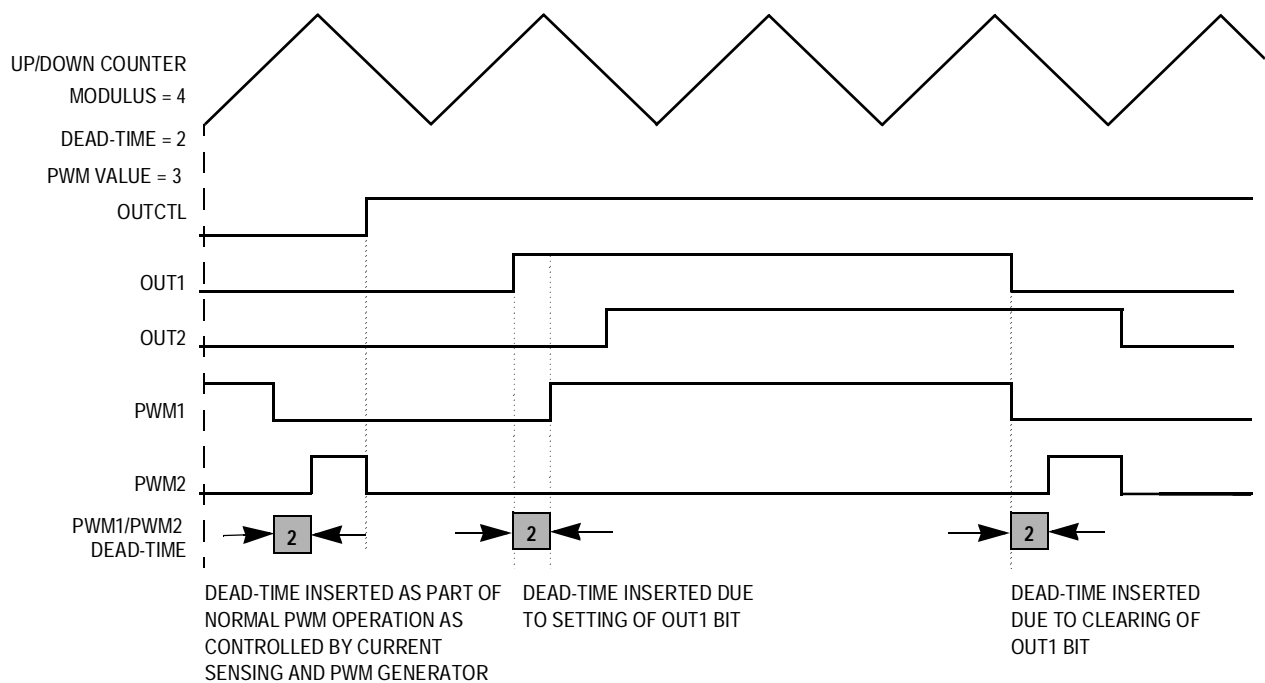 UP/DOWN COUNTER
MODULUS = 4
DEAD-TIME = 2
PWM VALUE = 3
OUTCTL
OUT1
OUT2
PWM1
PWM2
PWM1/PWM2
DEAD-TIME
2
2
2
DEAD-TIME INSERTED AS PART OF
NORMAL PWM OPERATION AS
CONTROLLED BY CURRENT
SENSING AND PWM GENERATOR
DEAD-TIME INSERTED DUE
TO SETTING OF OUT1 BIT
DEAD-TIME INSERTED
DUE TO CLEARING OF
OUT1 BIT